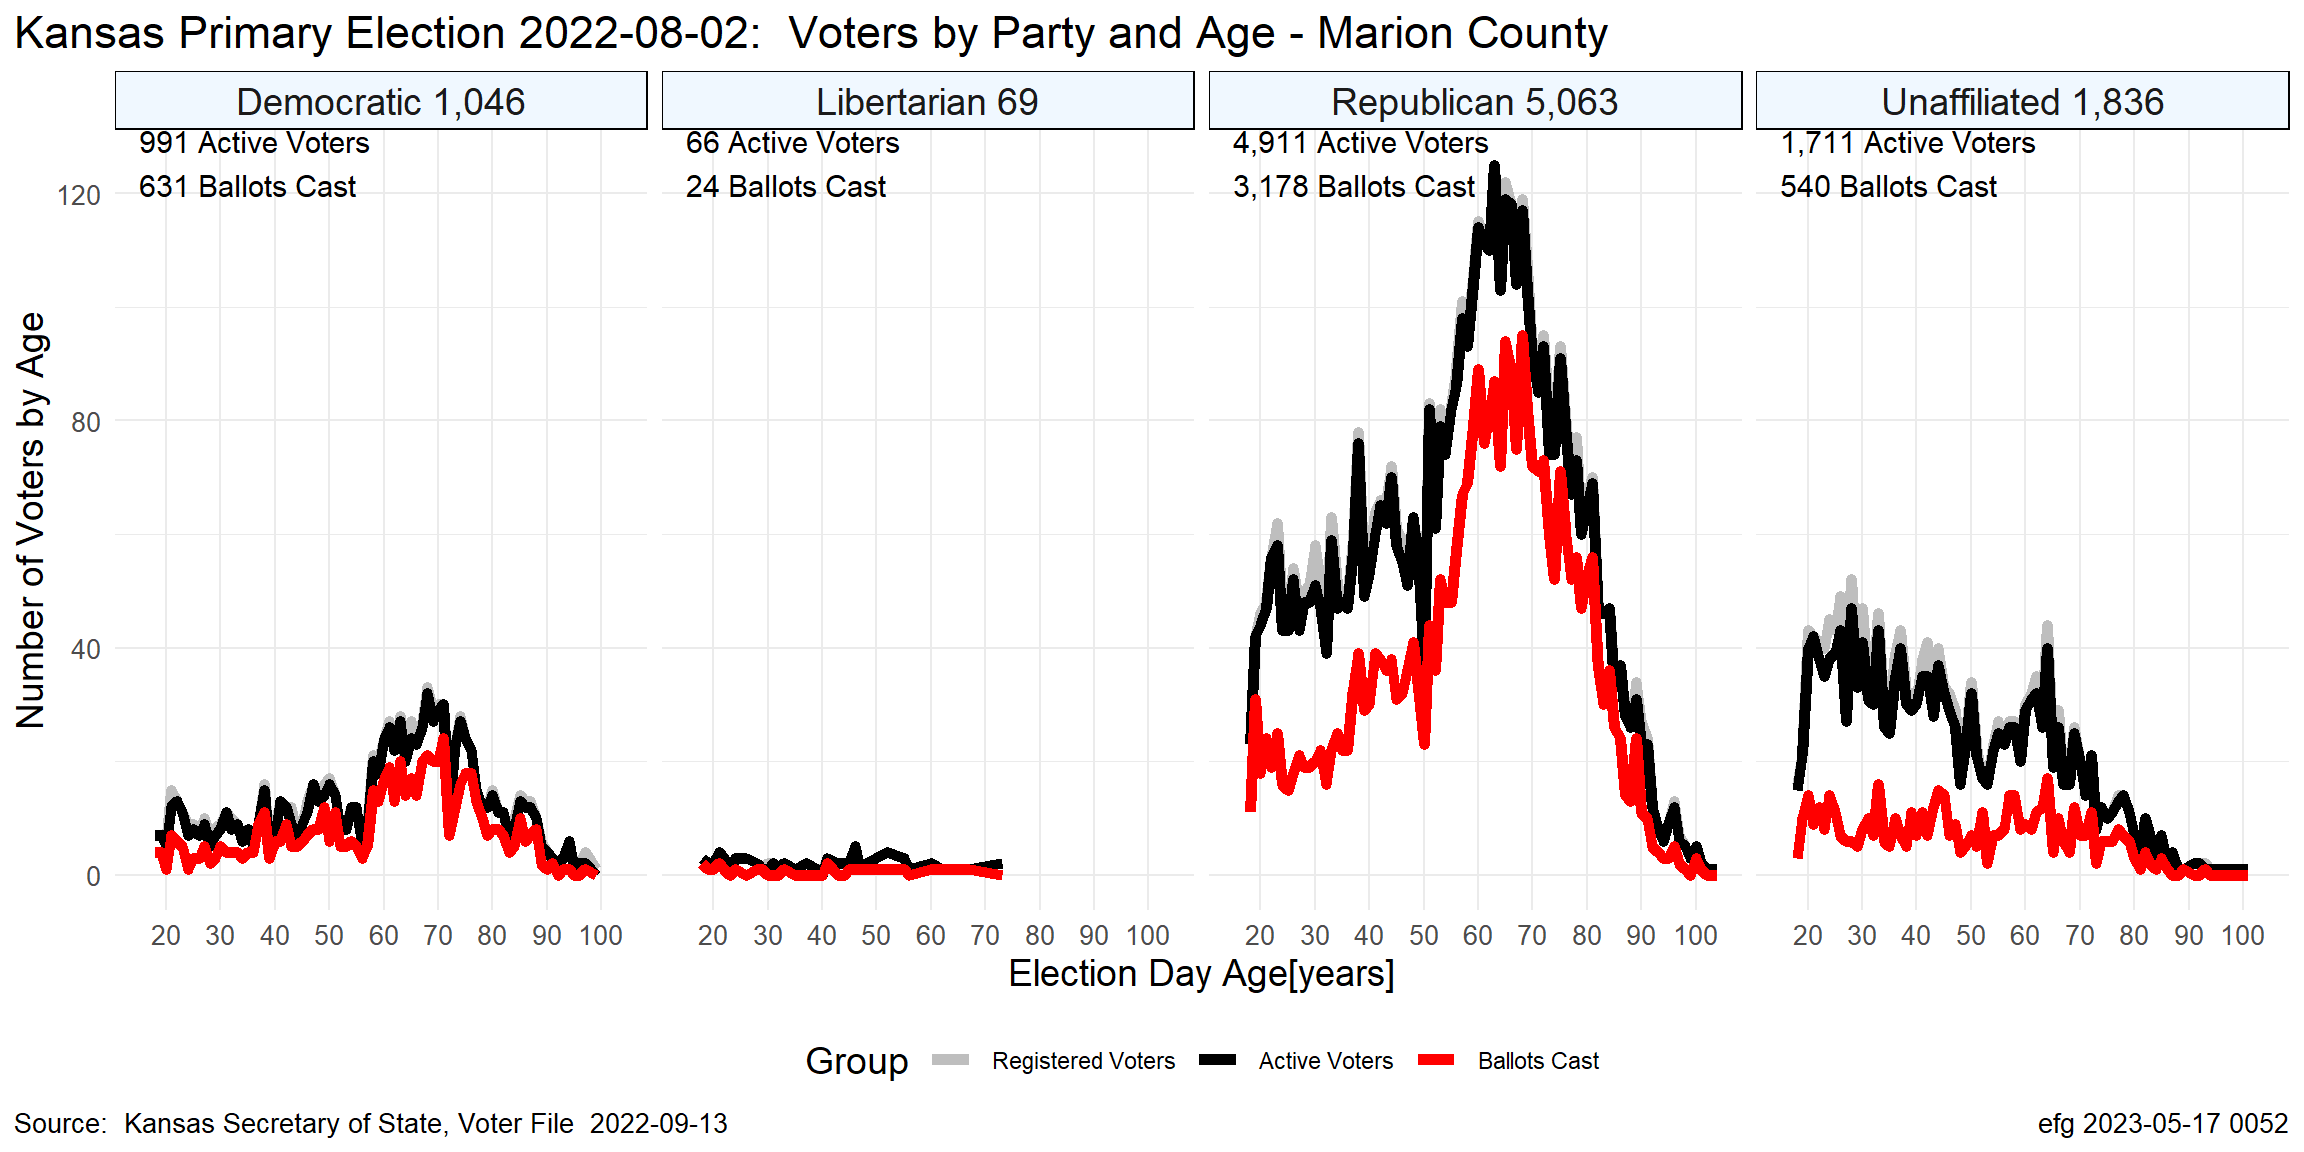 Kansas Primary Election 2022-08-02:  Voters by Party and Age - Marion County
Democratic 1,046
Libertarian 69
Republican 5,063
Unaffiliated 1,836
991 Active Voters
631 Ballots Cast
66 Active Voters
24 Ballots Cast
4,911 Active Voters
3,178 Ballots Cast
1,711 Active Voters
540 Ballots Cast
Number of Voters by Age
120
80
40
0
20 30 40 50 60 70 80 90 100
20 30 40 50 60 70 80 90 100
20 30 40 50 60 70 80 90 100
20 30 40 50 60 70 80 90 100
Election Day Age[years]
Group Registered Voters Active Voters Ballots Cast
Source:  Kansas Secretary of State, Voter File  2022-09-13
efg 2023-05-17 0052